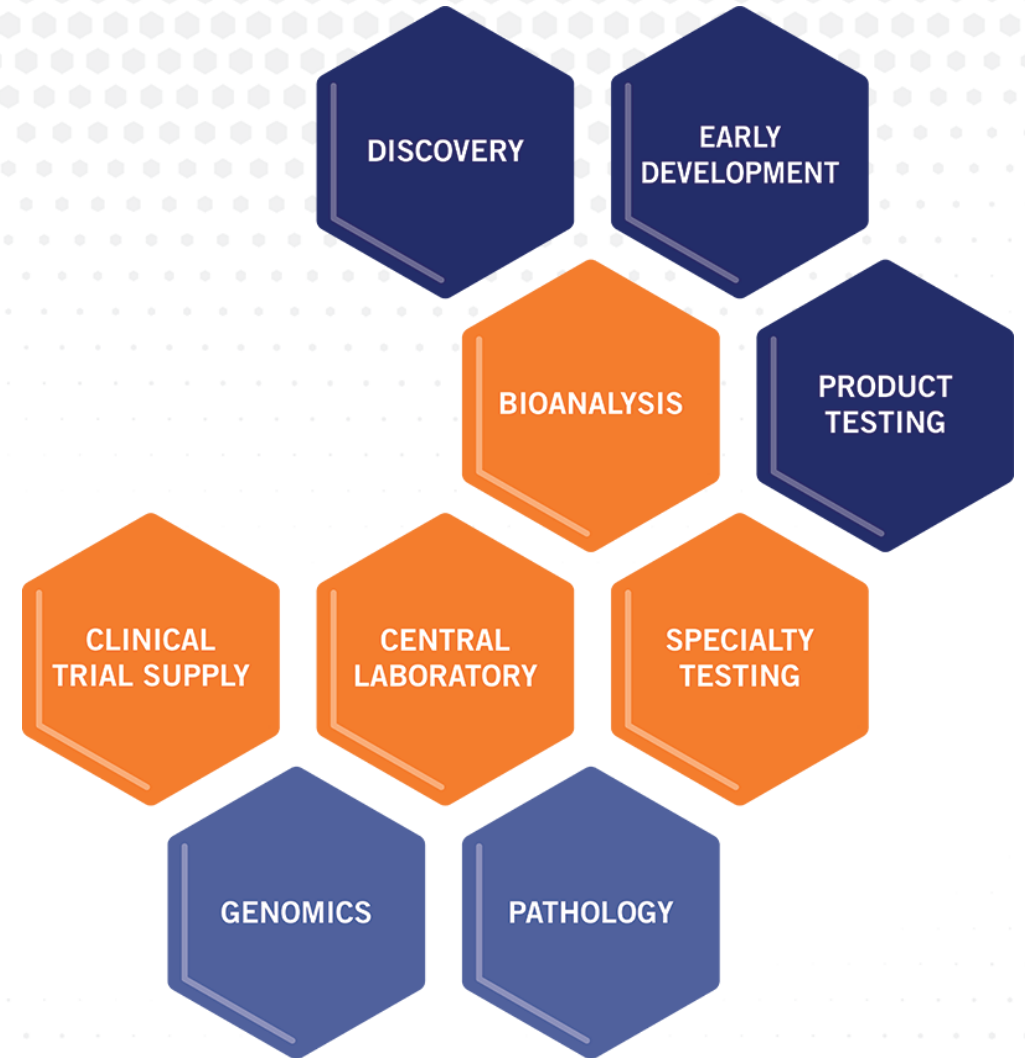 DISCOVERY
EARLY
DEVELOPMENT
BIOANALYSIS
PRODUCT
TESTING
CLINICAL
TRIAL SUPPLY
CENTRAL
LABORATORY
SPECIALTY
TESTING
GENOMICS
PATHOLOGY